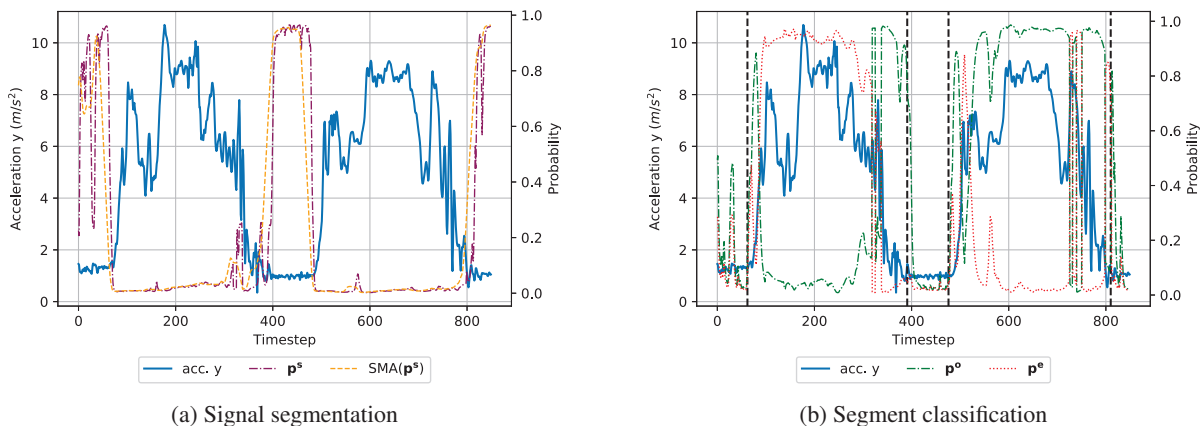 10
8
6
4
2
0
Acceleration y (m/s²)
1.0
0.8
0.6
0.4
0.2
0.0
Probability
0 200 400 600 800
Timestep
acc. y pˢ SMA(pˢ)
(a) Signal segmentation
10
8
6
4
2
0
Acceleration y (m/s²)
1.0
0.8
0.6
0.4
0.2
0.0
Probability
0 200 400 600 800
Timestep
acc. y pᵒ pᵉ
(b) Segment classification